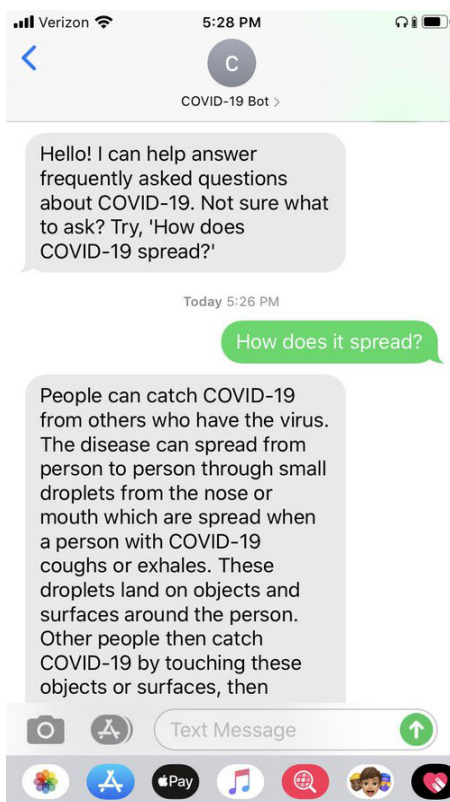 Verizon 5:28 PM
C
COVID-19 Bot >
Hello! I can help answer
frequently asked questions
about COVID-19. Not sure what
to ask? Try, 'How does
COVID-19 spread?'
Today 5:26 PM
How does it spread?
People can catch COVID-19
from others who have the virus.
The disease can spread from
person to person through small
droplets from the nose or
mouth which are spread when
a person with COVID-19
coughs or exhales. These
droplets land on objects and
surfaces around the person.
Other people then catch
COVID-19 by touching these
objects or surfaces, then
Text Message
Pay